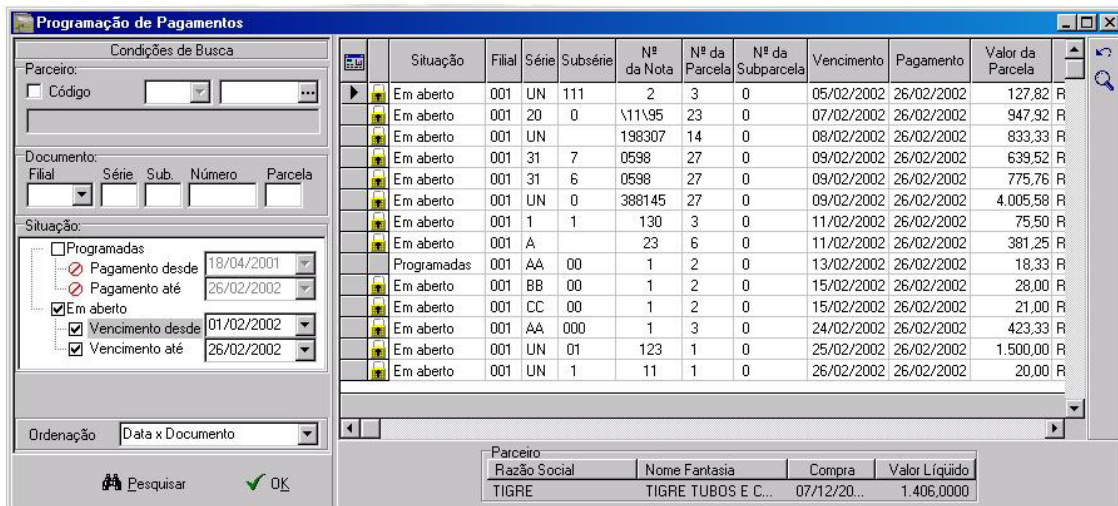 Programação de Pagamentos
Condições de Busca
Parceiro:
Código
Documento:
Filial Série Sub. Número Parcela
Situação:
Programadas
Pagamento desde 18/04/2001
Pagamento até 26/02/2002
Em aberto
Vencimento desde 01/02/2002
Vencimento até 26/02/2002
Ordenação Data x Documento
Pesquisar OK
Situação Filial Série Subsérie Nº da Nota Nº da Parcela Nº da Subparcela Vencimento Pagamento Valor da Parcela
Em aberto 001 UN 111 2 3 0 05/02/2002 26/02/2002 127,82 R
Em aberto 001 20 0 \11\95 23 0 07/02/2002 26/02/2002 947,92 R
Em aberto 001 UN 198307 14 0 08/02/2002 26/02/2002 833,33 R
Em aberto 001 31 7 0598 27 0 09/02/2002 26/02/2002 639,52 R
Em aberto 001 31 6 0598 27 0 09/02/2002 26/02/2002 775,76 R
Em aberto 001 UN 0 388145 27 0 09/02/2002 26/02/2002 4.005,58 R
Em aberto 001 1 1 130 3 0 11/02/2002 26/02/2002 75,50 R
Em aberto 001 A 23 6 0 11/02/2002 26/02/2002 381,25 R
Programadas 001 AA 00 1 2 0 13/02/2002 26/02/2002 18,33 R
Em aberto 001 BB 00 1 2 0 15/02/2002 26/02/2002 28,00 R
Em aberto 001 CC 00 1 2 0 15/02/2002 26/02/2002 21,00 R
Em aberto 001 AA 000 1 3 0 24/02/2002 26/02/2002 423,33 R
Em aberto 001 UN 01 123 1 0 25/02/2002 26/02/2002 1.500,00 R
Em aberto 001 UN 1 11 1 0 26/02/2002 26/02/2002 20,00 R
Parceiro
Razão Social Nome Fantasia Compra Valor Líqüido
TIGRE TIGRE TUBOS E C... 07/12/20... 1.406,0000